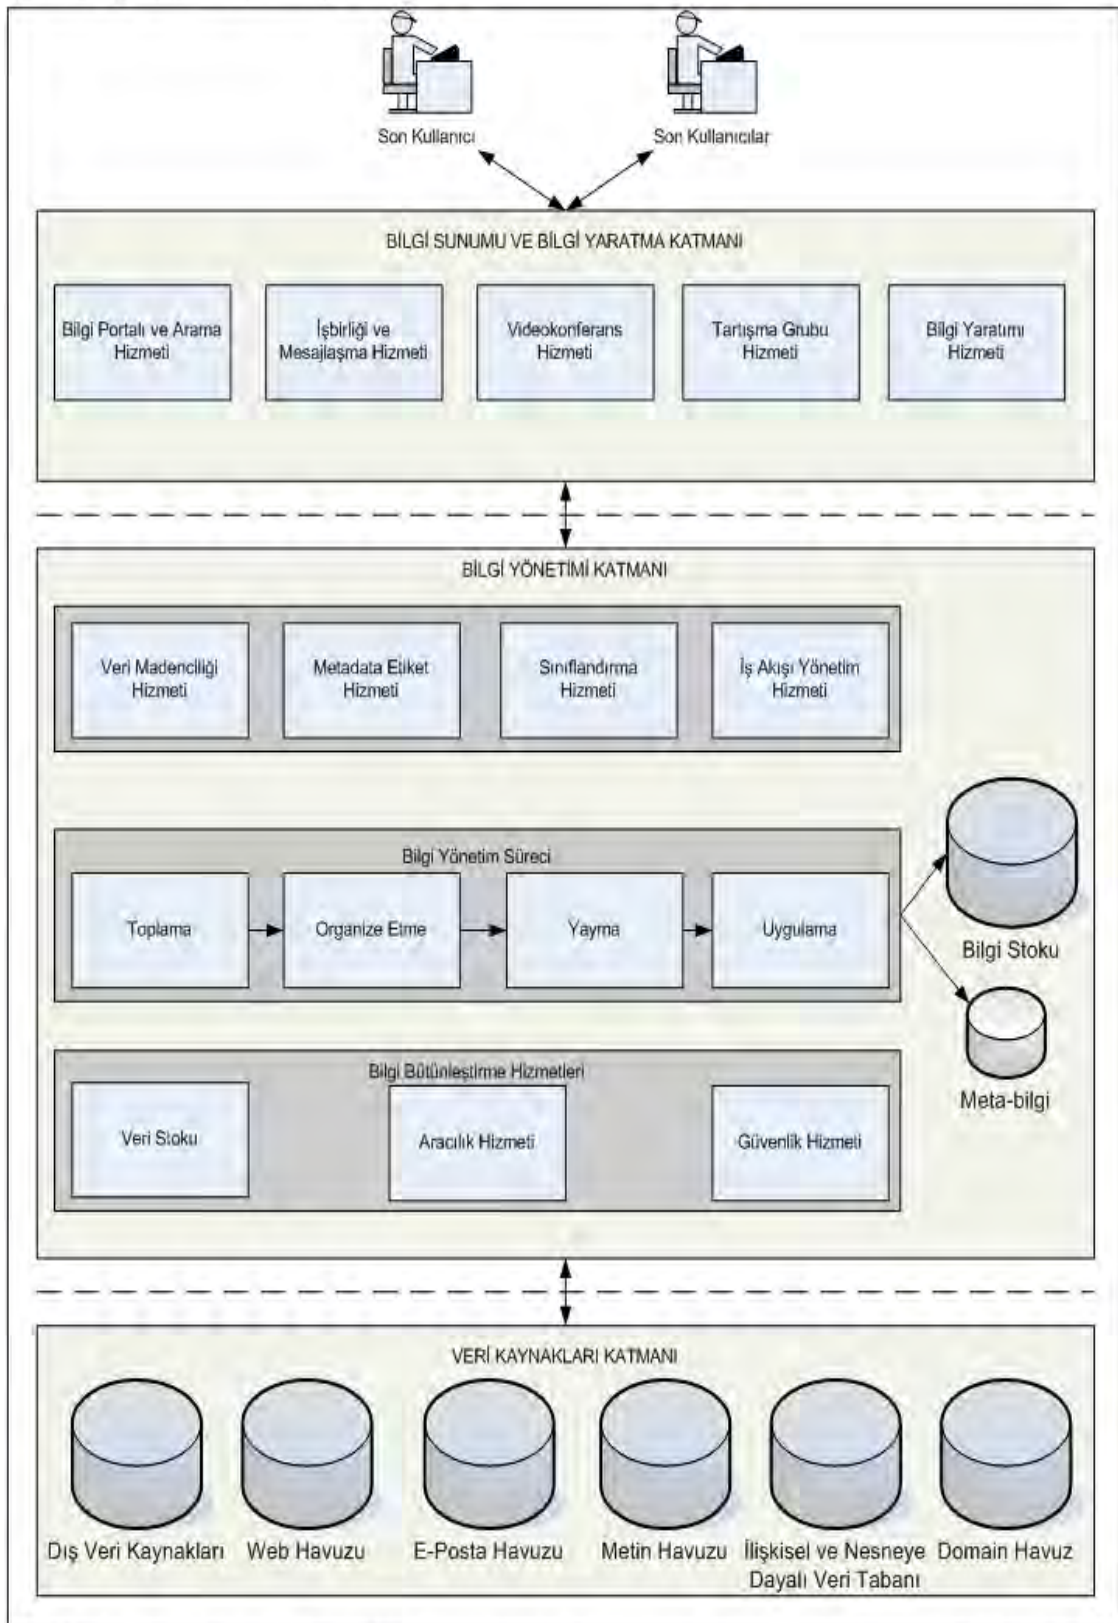 Son Kullanıcı
Son Kullanıcılar
BİLGİ SUNUMU VE BİLGİ YARATMA KATMANI
Bilgi Portalı ve Arama
Hizmeti
İşbirliği ve
Mesajlaşma Hizmeti
Videokonferans
Hizmeti
Tartışma Grubu
Hizmeti
Bilgi Yaratımı
Hizmeti
BİLGİ YÖNETİMİ KATMANI
Veri Madenciliği
Hizmeti
Metadata Etiket
Hizmeti
Sınıflandırma
Hizmeti
İş Akışı Yönetim
Hizmeti
Bilgi Yönetim Süreci
Toplama
Organize Etme
Yayma
Uygulama
Bilgi Stoku
Meta-bilgi
Bilgi Bütünleştirme Hizmetleri
Veri Stoku
Aracılık Hizmeti
Güvenlik Hizmeti
VERİ KAYNAKLARI KATMANI
Dış Veri Kaynakları
Web Havuzu
E-Posta Havuzu
Metin Havuzu
İlişkisel ve Nesneye
Dayalı Veri Tabanı
Domain Havuz